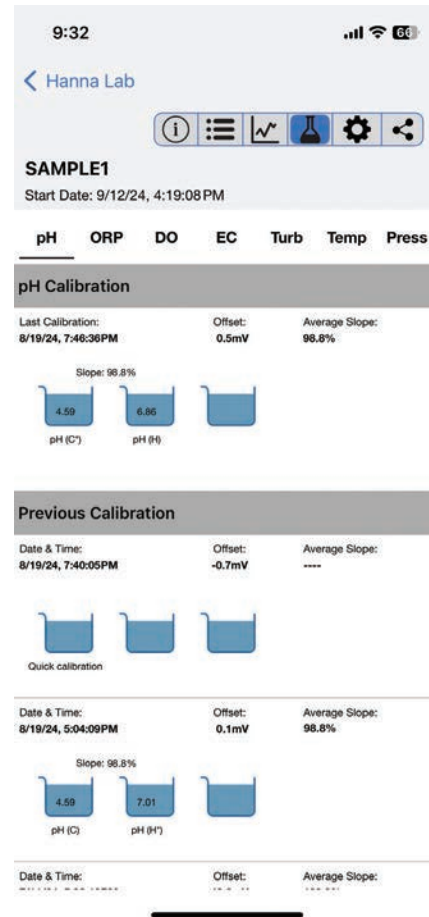 9:32
66
Hanna Lab
SAMPLE1
Start Date: 9/12/24, 4:19:08 PM
pH ORP DO EC Turb Temp Press
pH Calibration
Last Calibration: Offset: Average Slope:
8/19/24, 7:46:36PM 0.5mV 98.8%
Slope: 98.8%
4.59 6.86
pH (C*) pH (H)
Previous Calibration
Date & Time: Offset: Average Slope:
8/19/24, 7:40:05PM -0.7mV ----
Quick calibration
Date & Time: Offset: Average Slope:
8/19/24, 5:04:09PM 0.1mV 98.8%
Slope: 98.8%
4.59 7.01
pH (C) pH (H*)
Date & Time: Offset: Average Slope: